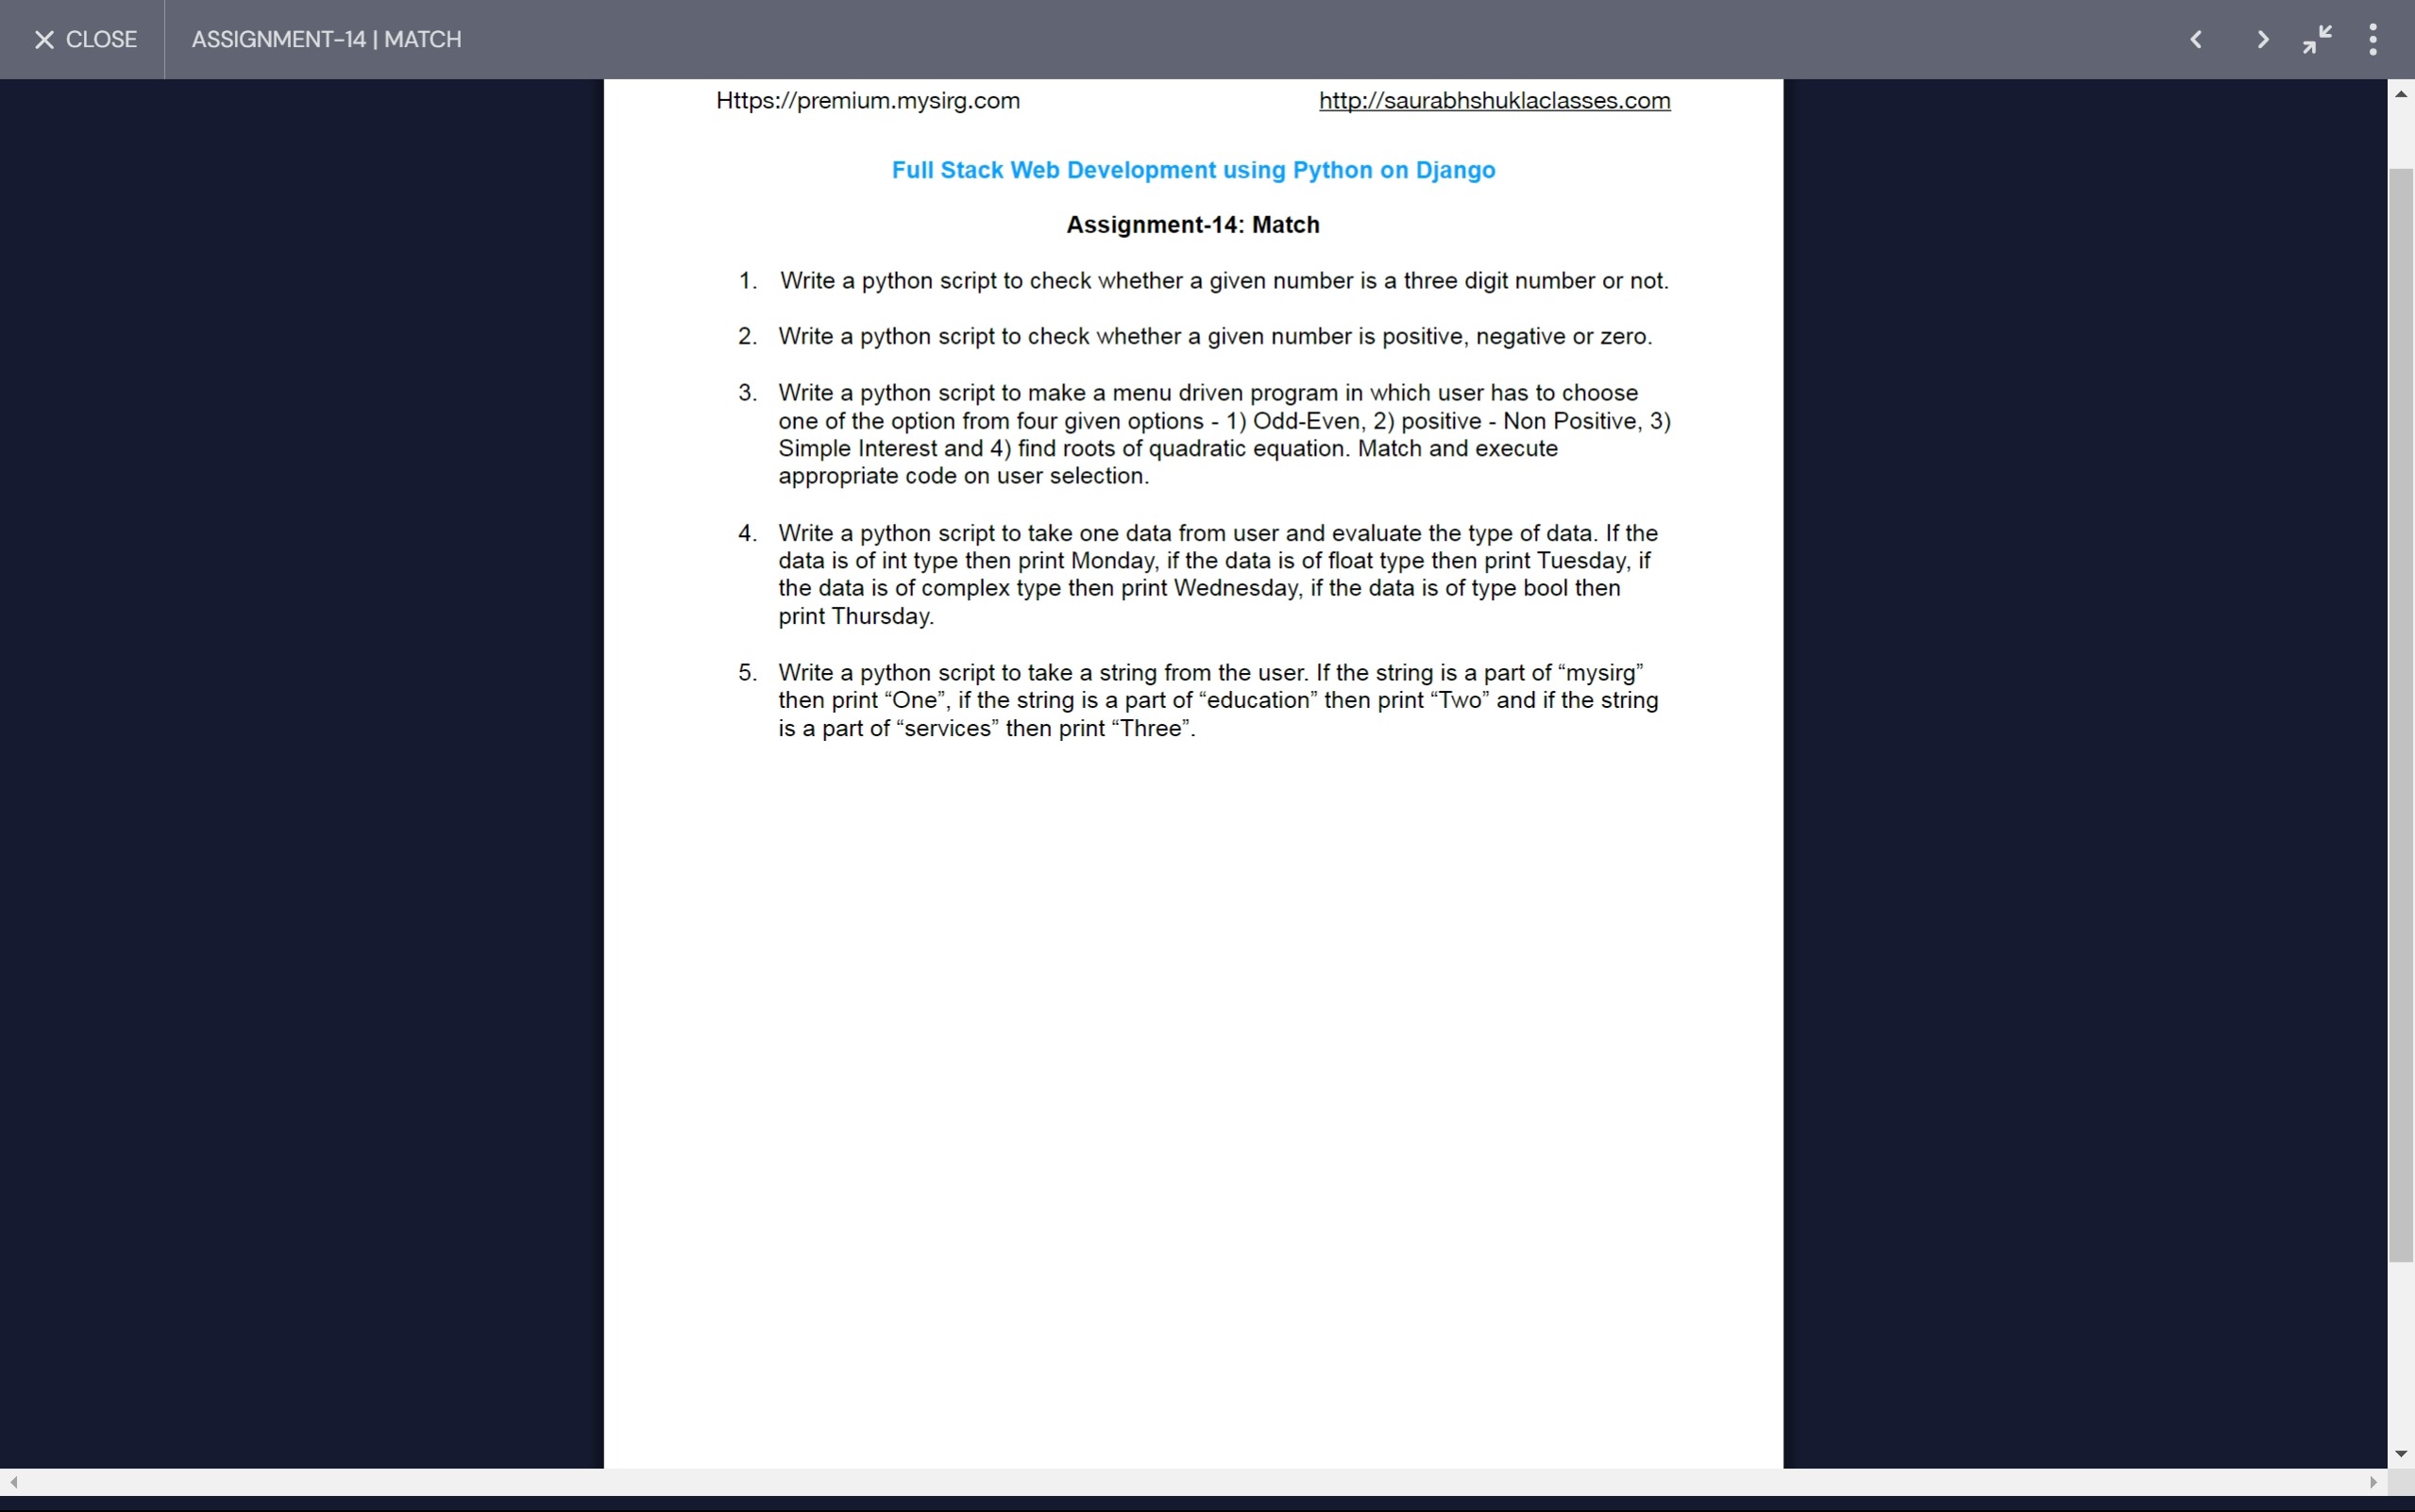 CLOSE
ASSIGNMENT-14 | MATCH
Https://premium.mysirg.com
http://saurabhshuklaclasses.com
Full Stack Web Development using Python on Django
Assignment-14: Match
1. Write a python script to check whether a given number is a three digit number or not.
2. Write a python script to check whether a given number is positive, negative or zero.
3. Write a python script to make a menu driven program in which user has to choose
one of the option from four given options - 1) Odd-Even, 2) positive - Non Positive, 3)
Simple Interest and 4) find roots of quadratic equation. Match and execute
appropriate code on user selection.
4. Write a python script to take one data from user and evaluate the type of data. If the
data is of int type then print Monday, if the data is of float type then print Tuesday, if
the data is of complex type then print Wednesday, if the data is of type bool then
print Thursday.
5. Write a python script to take a string from the user. If the string is a part of “mysirg”
then print “One”, if the string is a part of “education” then print “Two” and if the string
is a part of “services” then print “Three”.